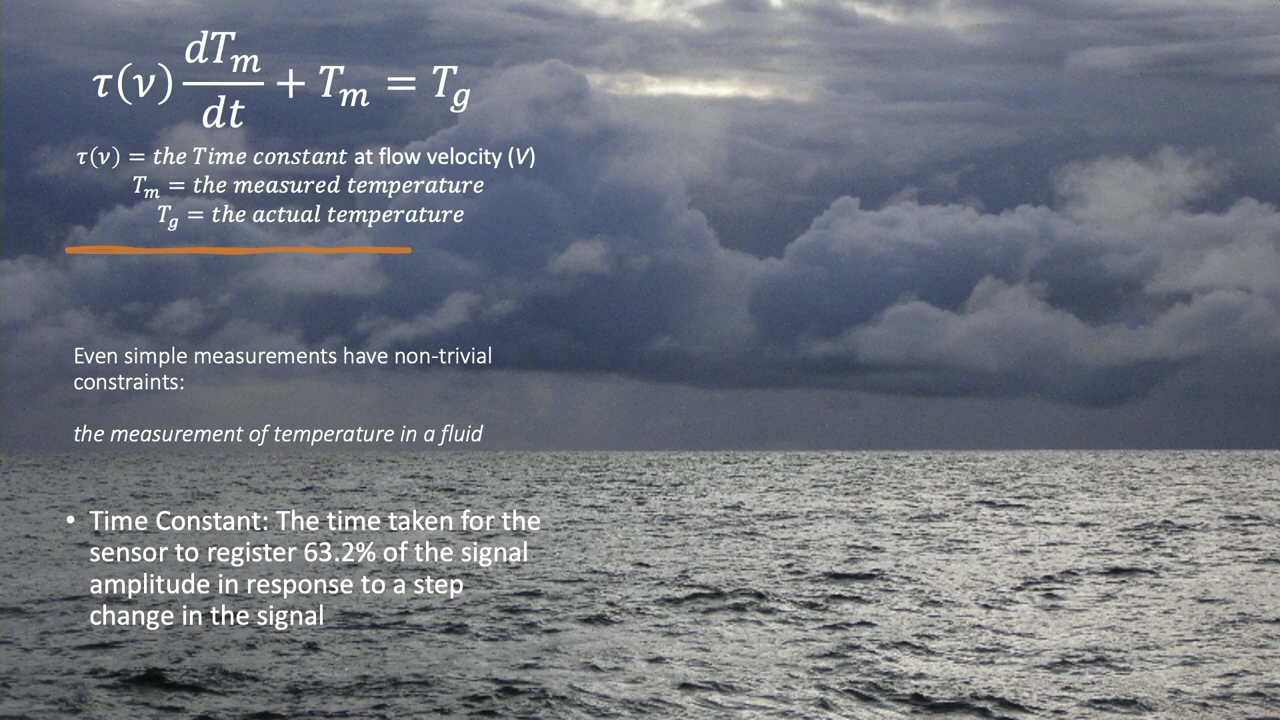 τ(ν) dT_m/dt + T_m = T_g
τ(ν) = the Time constant at flow velocity (V)
T_m = the measured temperature
T_g = the actual temperature
Even simple measurements have non-trivial
constraints:
the measurement of temperature in a fluid
• Time Constant: The time taken for the
sensor to register 63.2% of the signal
amplitude in response to a step
change in the signal